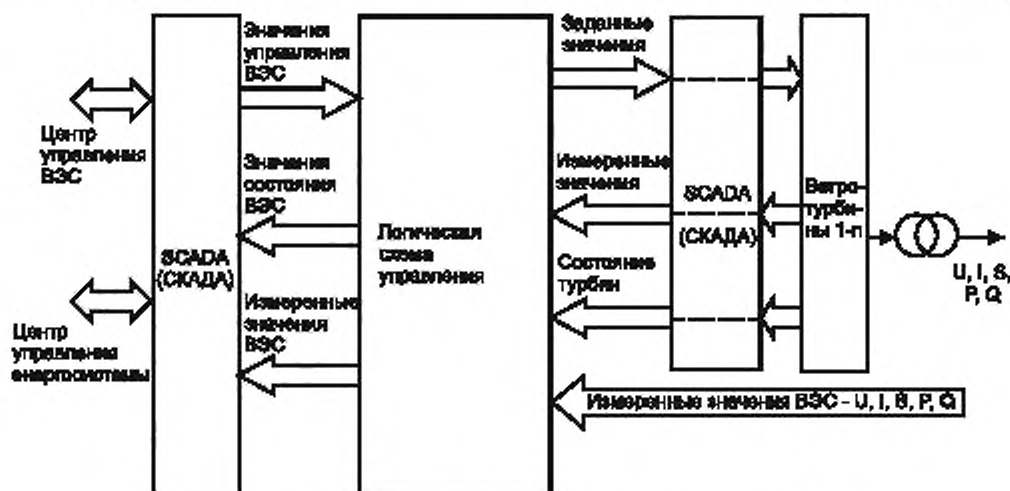 Значения
управления
ВЭС
Заданные
значения
Центр
управления
ВЭС
Значения
состояния
ВЭС
Измеренные
значения
SCADA
(СКАДА)
Ветро-
турби-
ны 1-n
Логическая
схема
управления
SCADA
(СКАДА)
Состояние
турбин
U, I, S,
P, Q
Измеренные
значения
ВЭС
Центр
управления
энергосистемы
Измеренные значения ВЭС - U, I, S, P, Q